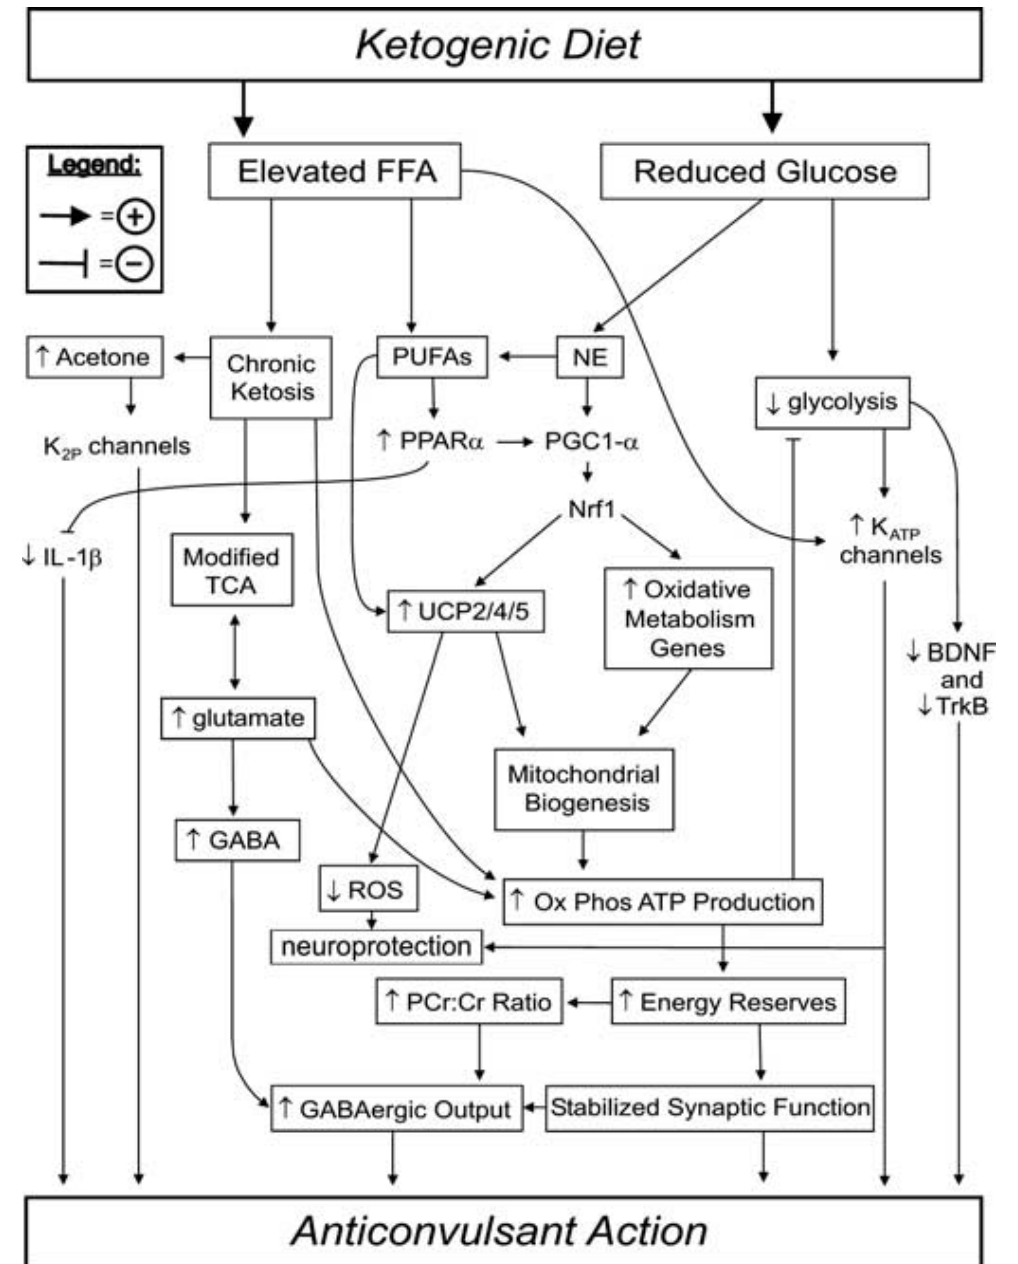 Ketogenic Diet
Legend:
= +
= −
Elevated FFA
Reduced Glucose
↑ Acetone
Chronic
Ketosis
PUFAs
NE
↓ glycolysis
K2P channels
↑ PPARα
PGC1-α
Nrf1
↑ KATP
channels
↓ IL-1β
Modified
TCA
↑ UCP2/4/5
↑ Oxidative
Metabolism
Genes
↓ BDNF
and
↓ TrkB
↑ glutamate
Mitochondrial
Biogenesis
↑ GABA
↓ ROS
↑ Ox Phos ATP Production
neuroprotection
↑ PCr:Cr Ratio
↑ Energy Reserves
↑ GABAergic Output
Stabilized Synaptic Function
Anticonvulsant Action